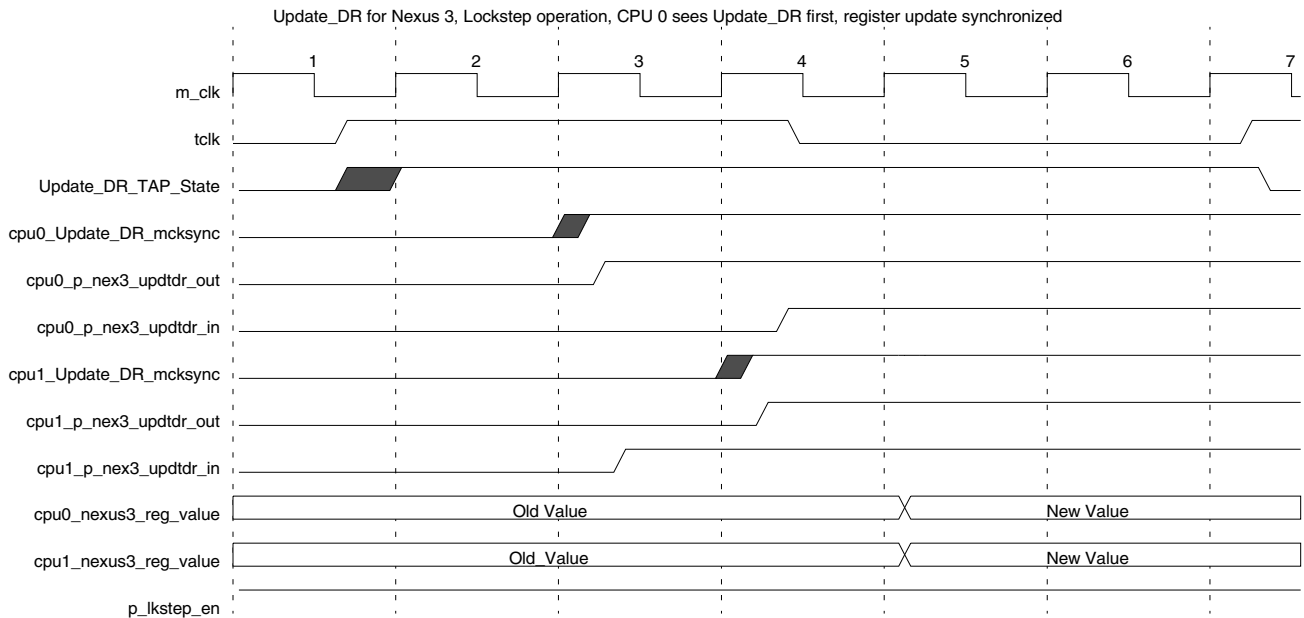 Update_DR for Nexus 3, Lockstep operation, CPU 0 sees Update_DR first, register update synchronized
1 2 3 4 5 6 7
m_clk
tclk
Update_DR_TAP_State
cpu0_Update_DR_mcksync
cpu0_p_nex3_updtdr_out
cpu0_p_nex3_updtdr_in
cpu1_Update_DR_mcksync
cpu1_p_nex3_updtdr_out
cpu1_p_nex3_updtdr_in
cpu0_nexus3_reg_value Old Value New Value
cpu1_nexus3_reg_value Old_Value New Value
p_lkstep_en